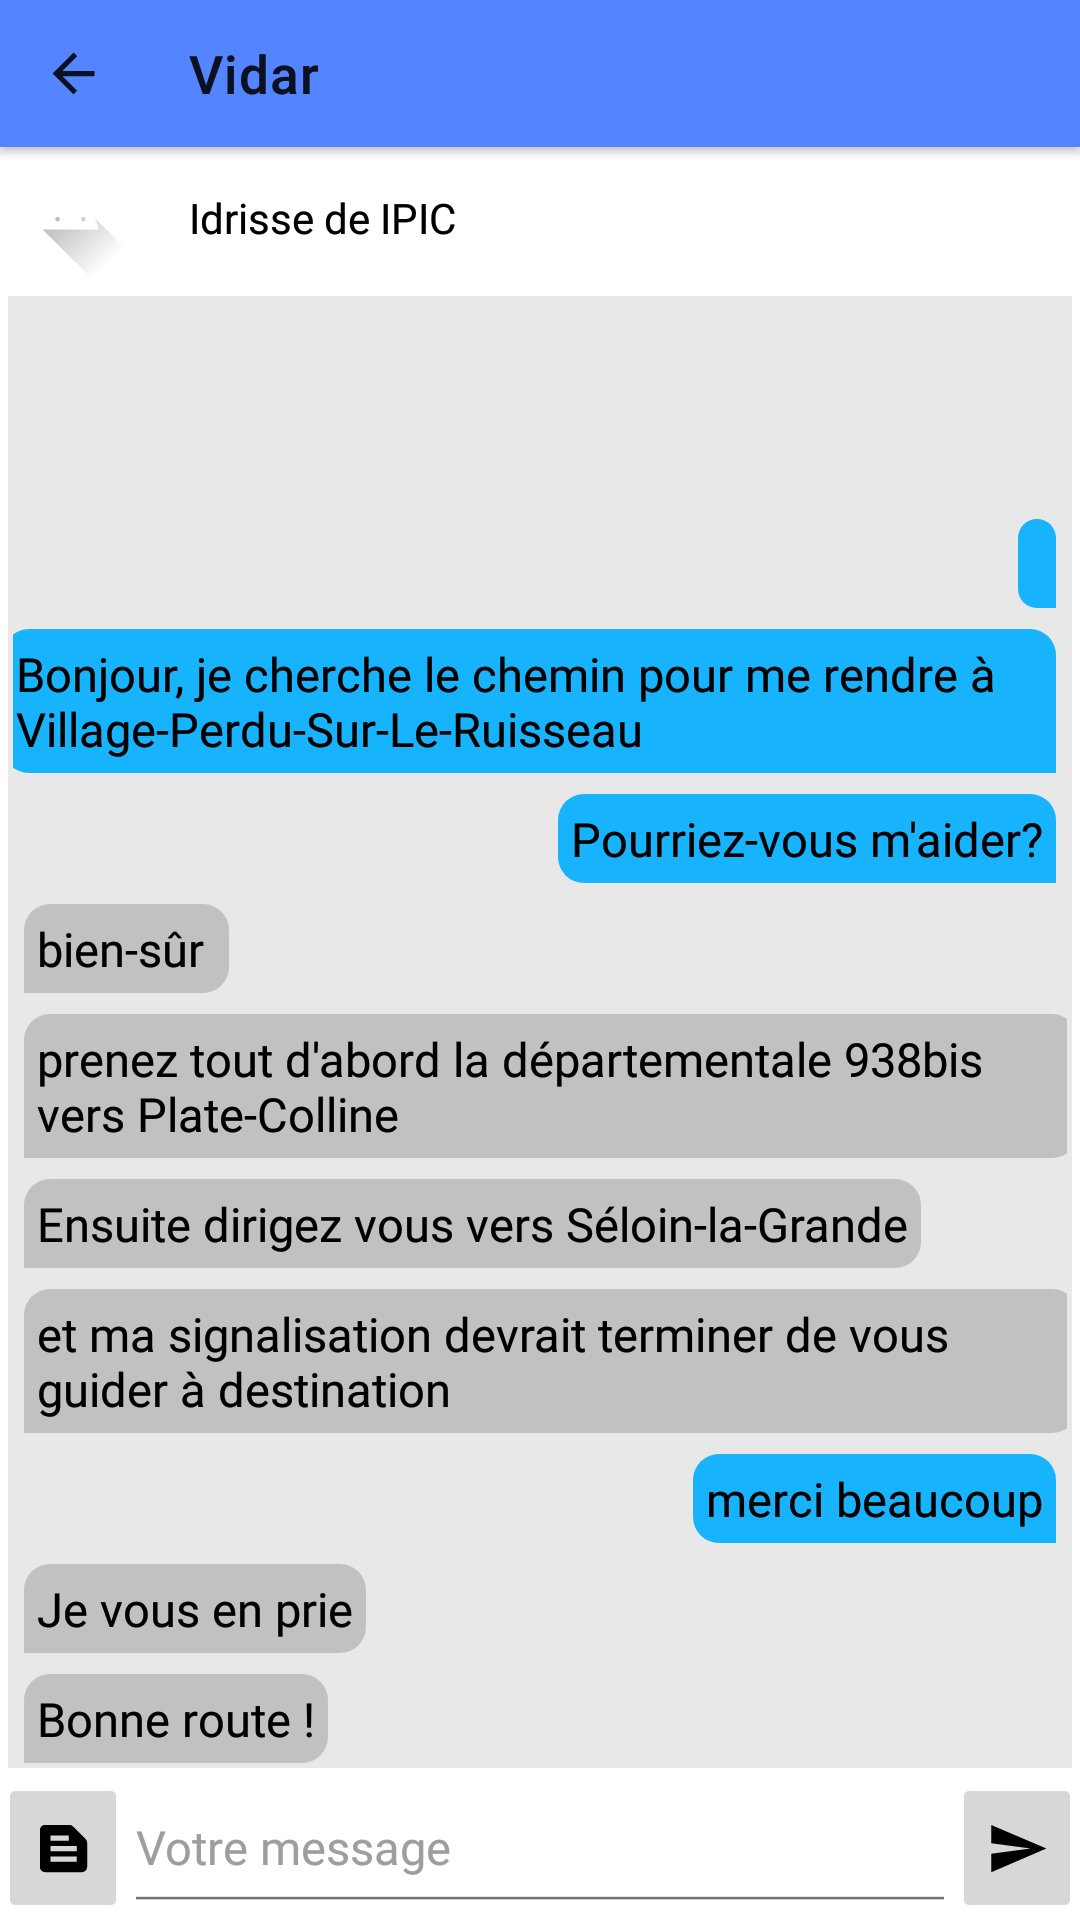 Vidar
Idrisse de IPIC
Bonjour, je cherche le chemin pour me rendre à
Village-Perdu-Sur-Le-Ruisseau
Pourriez-vous m'aider?
bien-sûr
prenez tout d'abord la départementale 938bis
vers Plate-Colline
Ensuite dirigez vous vers Séloin-la-Grande
et ma signalisation devrait terminer de vous
guider à destination
merci beaucoup
Je vous en prie
Bonne route !
Votre message